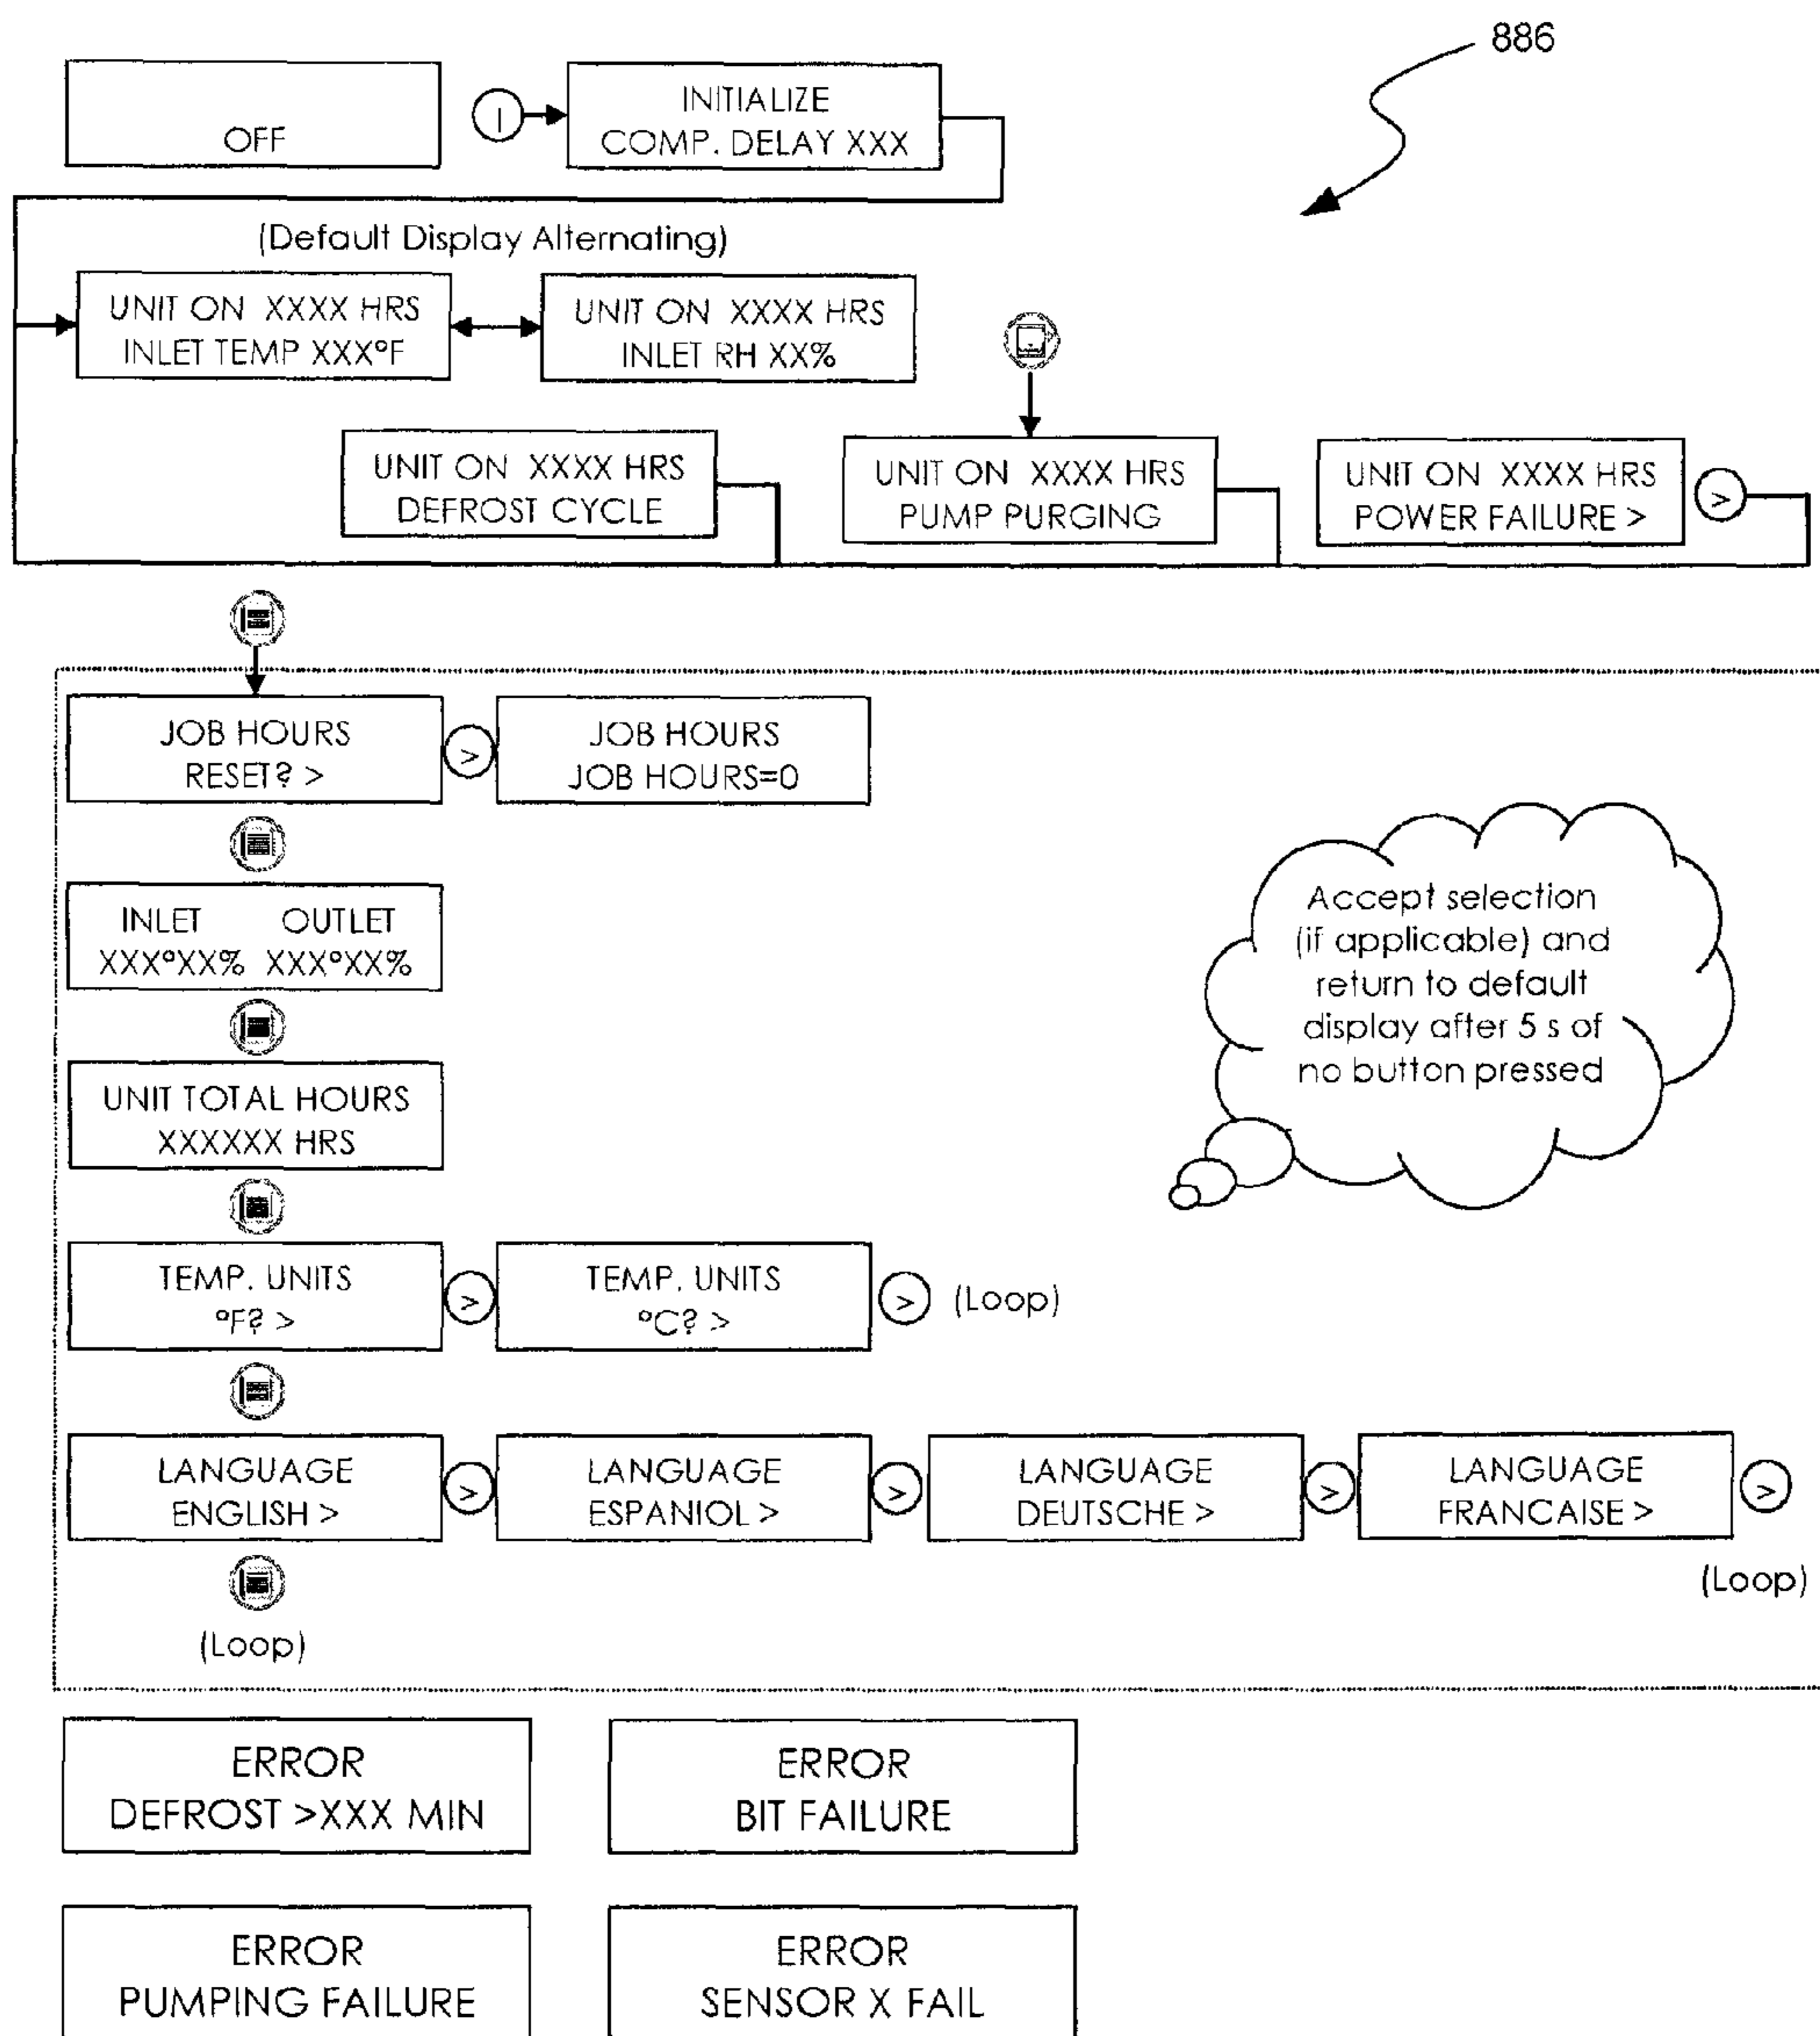 886
OFF
INITIALIZE
COMP. DELAY XXX
(Default Display Alternating)
UNIT ON XXXX HRS
INLET TEMP XXX°F
UNIT ON XXXX HRS
INLET RH XX%
UNIT ON XXXX HRS
DEFROST CYCLE
UNIT ON XXXX HRS
PUMP PURGING
UNIT ON XXXX HRS
POWER FAILURE >
>
JOB HOURS
RESET? >
>
JOB HOURS
JOB HOURS=0
INLET OUTLET
XXX°XX% XXX°XX%
UNIT TOTAL HOURS
XXXXXX HRS
Accept selection
(if applicable) and
return to default
display after 5 s of
no button pressed
TEMP. UNITS
°F? >
>
TEMP. UNITS
°C? >
>
(Loop)
LANGUAGE
ENGLISH >
>
LANGUAGE
ESPANIOL >
>
LANGUAGE
DEUTSCHE >
>
LANGUAGE
FRANCAISE >
>
(Loop)
(Loop)
ERROR
DEFROST >XXX MIN
ERROR
BIT FAILURE
ERROR
PUMPING FAILURE
ERROR
SENSOR X FAIL